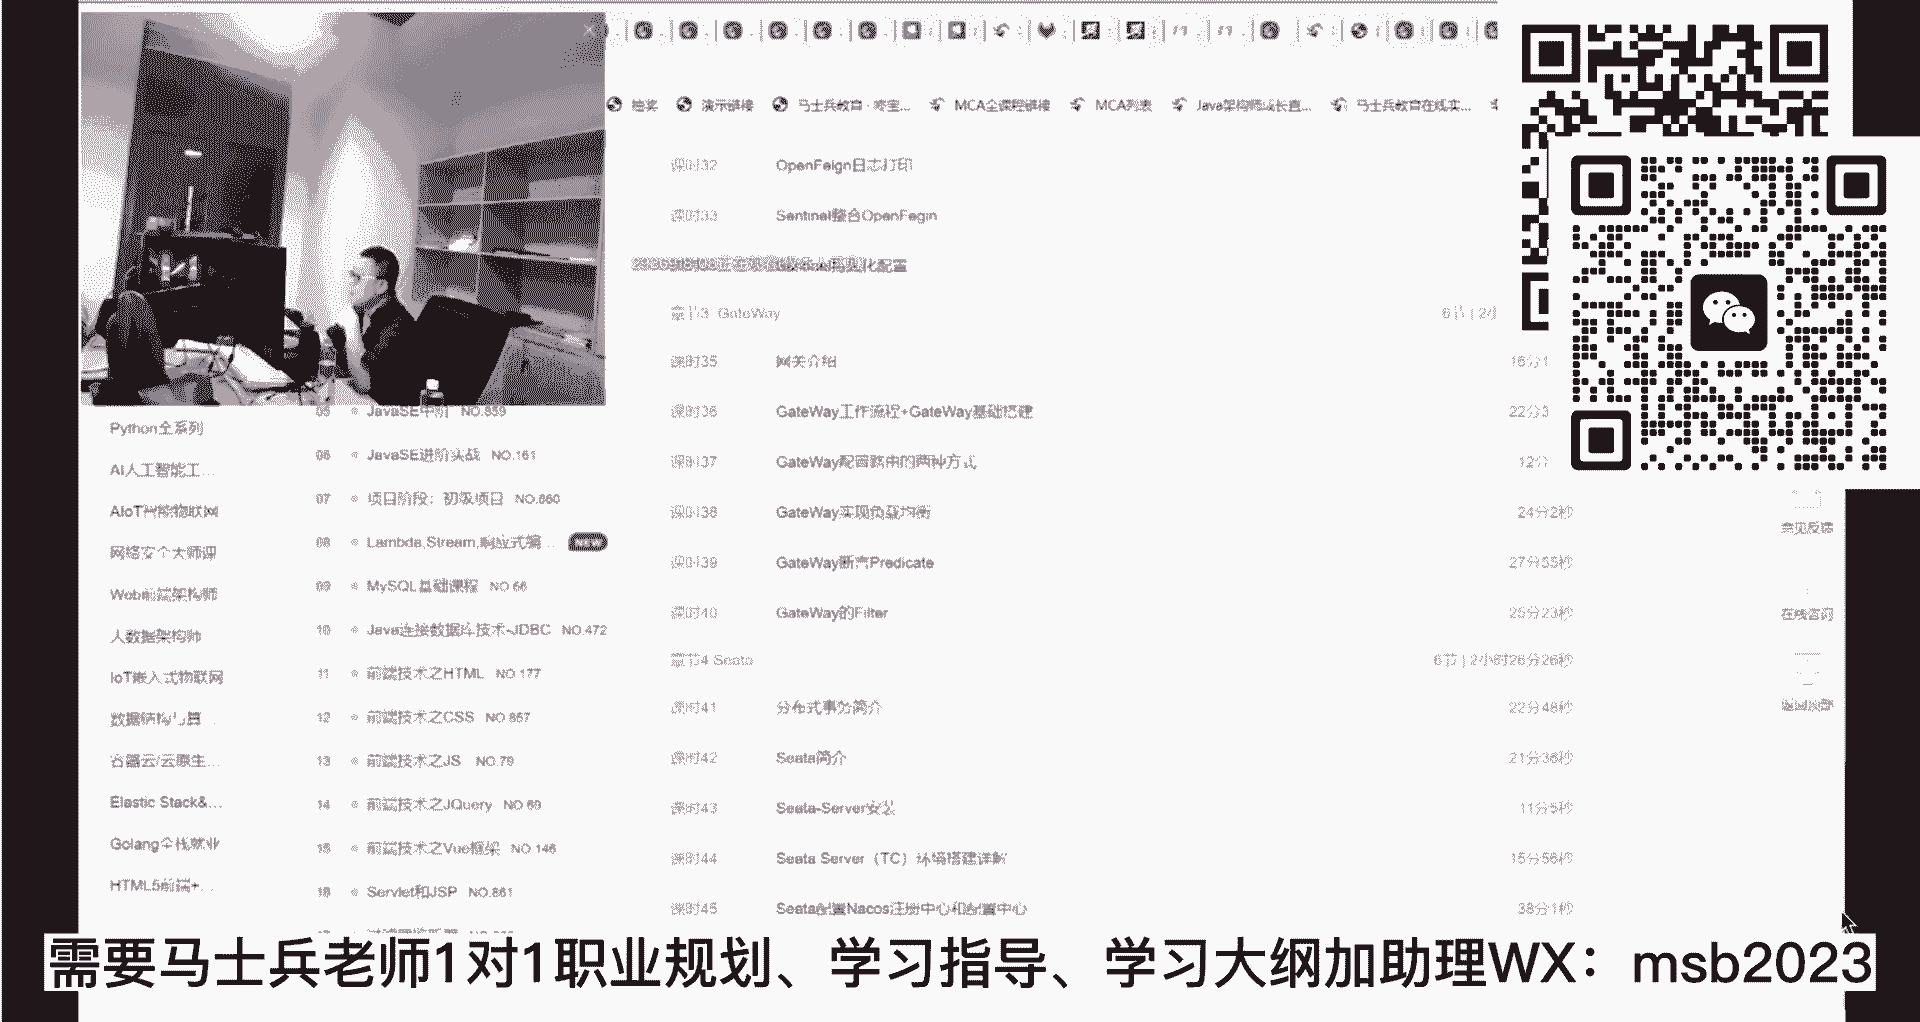 抽奖 演示链接 马士兵教育 · 咚宝... MCA全课程链接 MCA列表 Java架构师成长直... 马士兵教育在线实...
课时32 OpenFeign日志打印
课时33 Sentinel整合OpenFegin
化配置
章节3 GateWay 6节 | 2小
课时35 网关介绍 16分1
课时36 GateWay工作流程+GateWay基础搭建 22分3
课时37 GateWay配置路由的两种方式 12分
课时38 GateWay实现负载均衡 24分2秒
课时39 GateWay断言Predicate 27分55秒
课时40 GateWay的Filter 25分23秒
章节4 Seata 6节 | 2小时26分26秒
课时41 分布式事务简介 22分48秒
课时42 Seata简介 21分36秒
课时43 Seata-Server安装 11分5秒
课时44 Seata Server（TC）环境搭建详解 15分56秒
课时45 Seata配置Nacos注册中心和配置中心 38分1秒
Python全系列
AI人工智能工...
AIoT智能物联网
网络安全大师课
Web前端架构师
大数据架构师
IoT嵌入式物联网
数据结构与算...
云原生...
Elastic Stack&...
Golang全栈就业
HTML5前端+...
05 JavaSE中阶 NO.859
06 JavaSE进阶实战 NO.161
07 项目阶段：初级项目 NO.860
08 Lambda,Stream,响应式编... NEW
09 MySQL基础课程 NO.66
10 Java连接数据库技术-JDBC NO.472
11 前端技术之HTML NO.177
12 前端技术之CSS NO.857
13 前端技术之JS NO.79
14 前端技术之JQuery NO.69
15 前端技术之Vue框架 NO.146
16 Servlet和JSP NO.861
意见反馈
在线咨询
返回顶部
需要马士兵老师1对1职业规划、学习指导、学习大纲加助理WX：msb2023